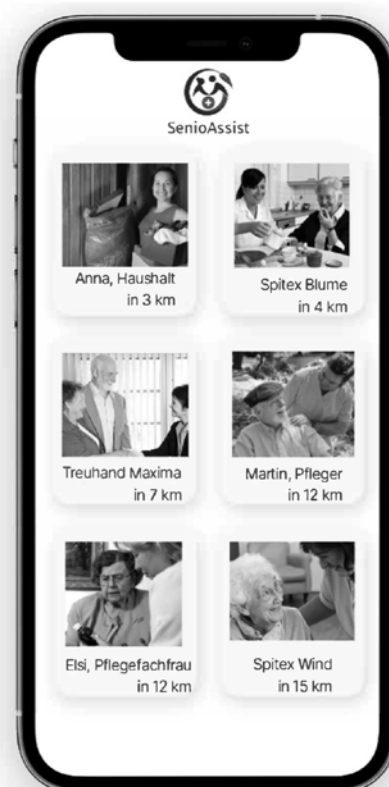 SenioAssist
Anna, Haushalt
in 3 km
Spitex Blume
in 4 km
Treuhand Maxima
in 7 km
Martin, Pfleger
in 12 km
Elsi, Pflegefachfrau
in 12 km
Spitex Wind
in 15 km